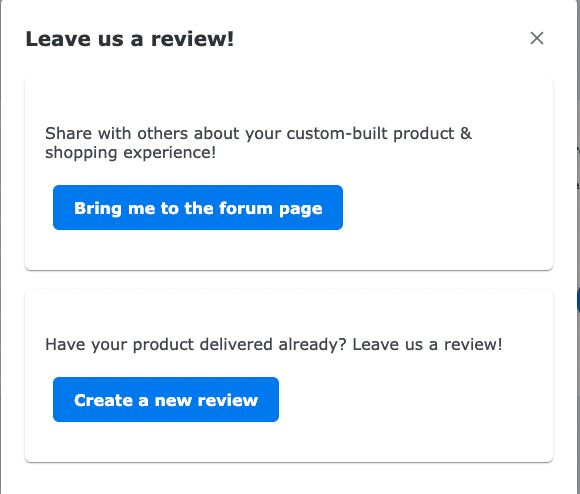 Leave us a review!
Share with others about your custom-built product &
shopping experience!
Bring me to the forum page
Have your product delivered already? Leave us a review!
Create a new review